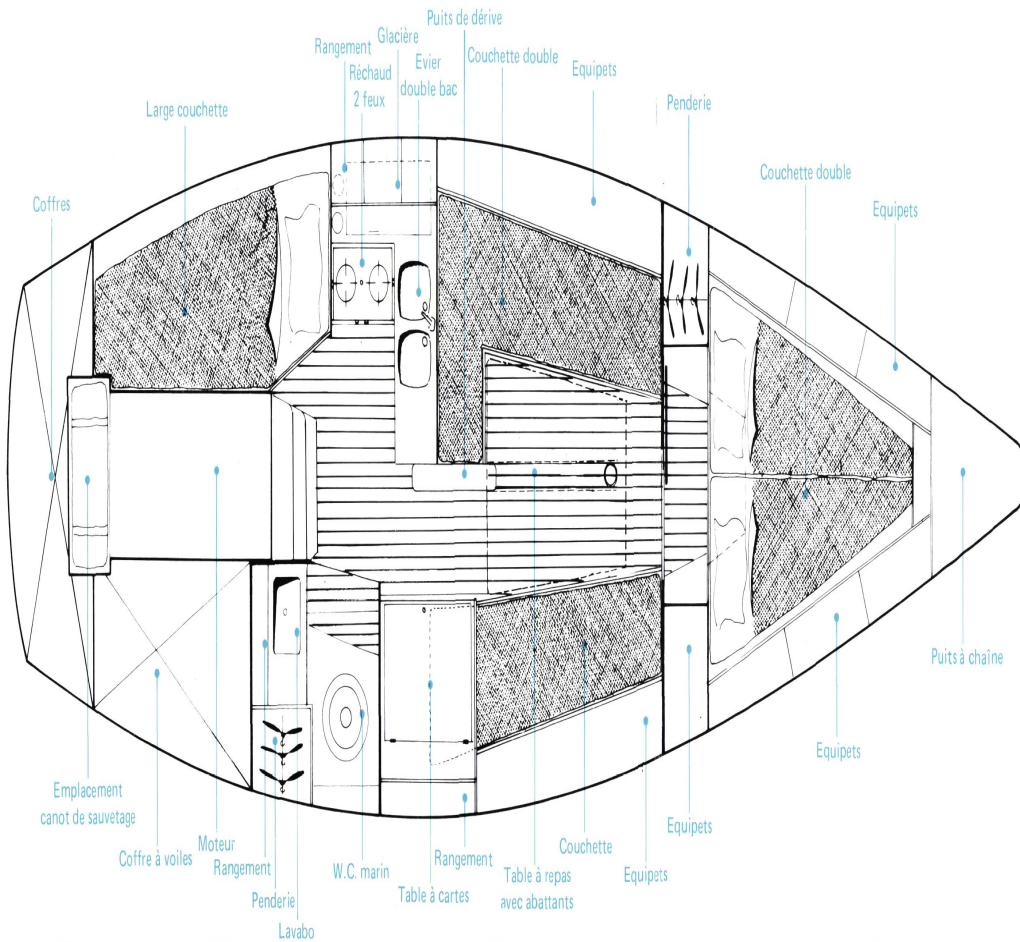 Puits de dérive
Glacière
Rangement
Réchaud
2 feux
Evier
double bac
Couchette double
Equipets
Penderie
Large couchette
Couchette double
Coffres
Equipets
Puits à chaîne
Equipets
Emplacement
canot de sauvetage
Coffre à voiles
Moteur
Rangement
Penderie
Lavabo
W.C. marin
Table à cartes
Rangement
Table à repas
avec abattants
Couchette
Equipets
Equipets